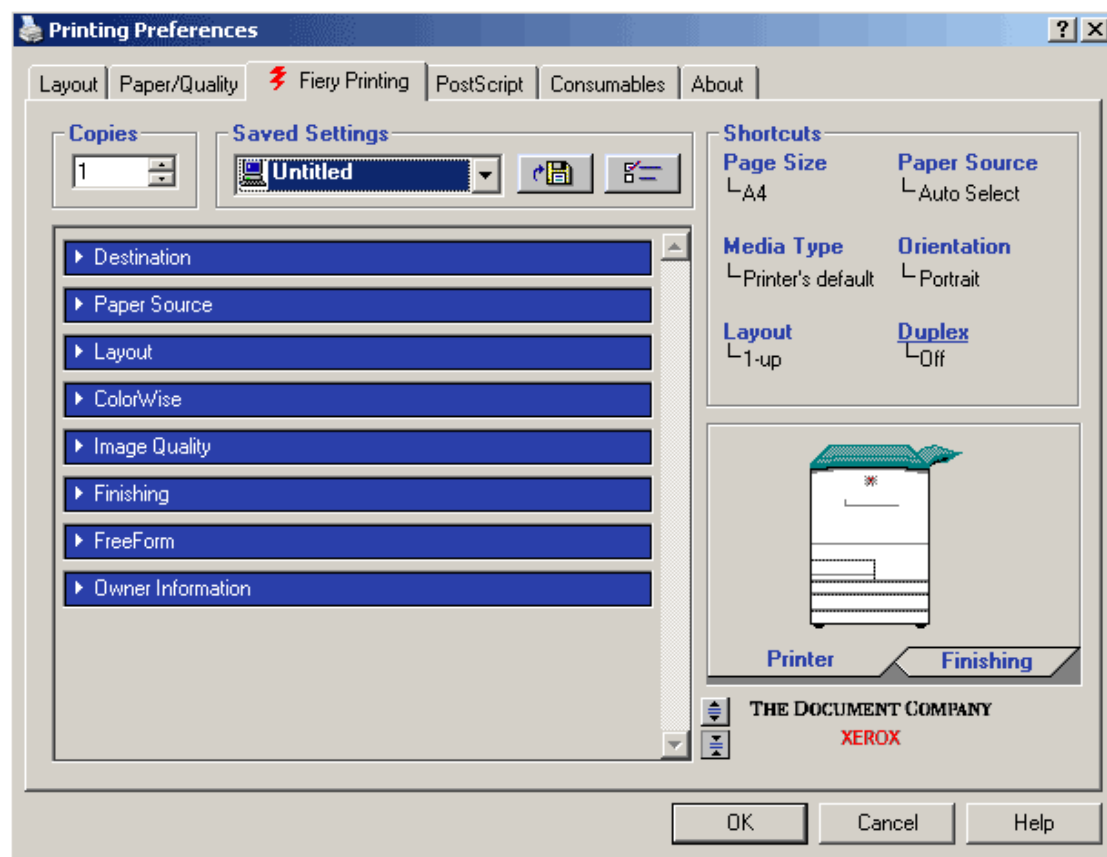 Printing Preferences
Layout
Paper/Quality
Fiery Printing
PostScript
Consumables
About
Copies
1
Saved Settings
Untitled
Destination
Paper Source
Layout
ColorWise
Image Quality
Finishing
FreeForm
Owner Information
Shortcuts
Page Size
A4
Paper Source
Auto Select
Media Type
Printer's default
Orientation
Portrait
Layout
1-up
Duplex
Off
Printer
Finishing
THE DOCUMENT COMPANY
XEROX
OK
Cancel
Help